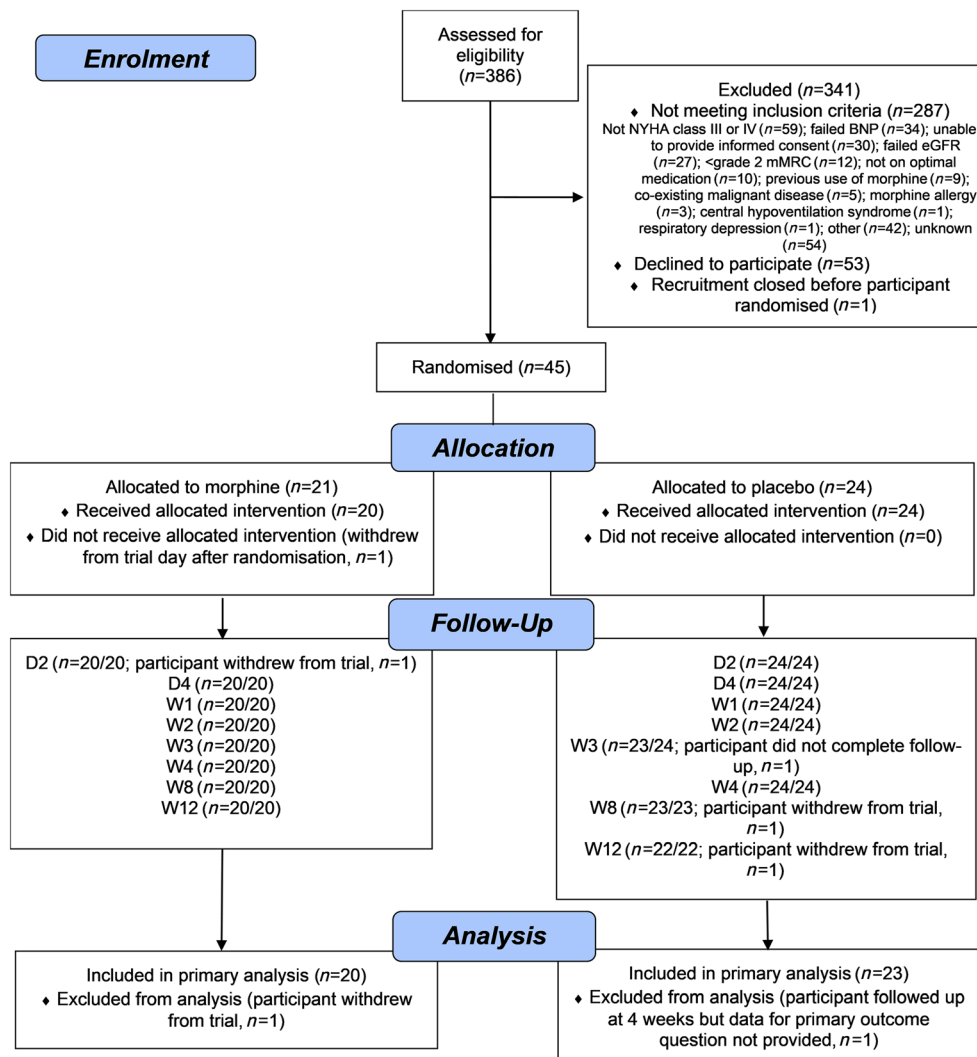 Enrolment
Assessed for
eligibility
(n=386)
Excluded (n=341)
♦ Not meeting inclusion criteria (n=287)
Not NYHA class III or IV (n=59); failed BNP (n=34); unable
to provide informed consent (n=30); failed eGFR
(n=27); <grade 2 mMRC (n=12); not on optimal
medication (n=10); previous use of morphine (n=9);
co-existing malignant disease (n=5); morphine allergy
(n=3); central hypoventilation syndrome (n=1);
respiratory depression (n=1); other (n=42); unknown
(n=54)
♦ Declined to participate (n=53)
♦ Recruitment closed before participant
randomised (n=1)
Randomised (n=45)
Allocation
Allocated to morphine (n=21)
♦ Received allocated intervention (n=20)
♦ Did not receive allocated intervention (withdrew
from trial day after randomisation, n=1)
Allocated to placebo (n=24)
♦ Received allocated intervention (n=24)
♦ Did not receive allocated intervention (n=0)
Follow-Up
D2 (n=20/20; participant withdrew from trial, n=1)
D4 (n=20/20)
W1 (n=20/20)
W2 (n=20/20)
W3 (n=20/20)
W4 (n=20/20)
W8 (n=20/20)
W12 (n=20/20)
D2 (n=24/24)
D4 (n=24/24)
W1 (n=24/24)
W2 (n=24/24)
W3 (n=23/24; participant did not complete follow-
up, n=1)
W4 (n=24/24)
W8 (n=23/23; participant withdrew from trial,
n=1)
W12 (n=22/22; participant withdrew from trial,
n=1)
Analysis
Included in primary analysis (n=20)
♦ Excluded from analysis (participant withdrew
from trial, n=1)
Included in primary analysis (n=23)
♦ Excluded from analysis (participant followed up
at 4 weeks but data for primary outcome
question not provided, n=1)